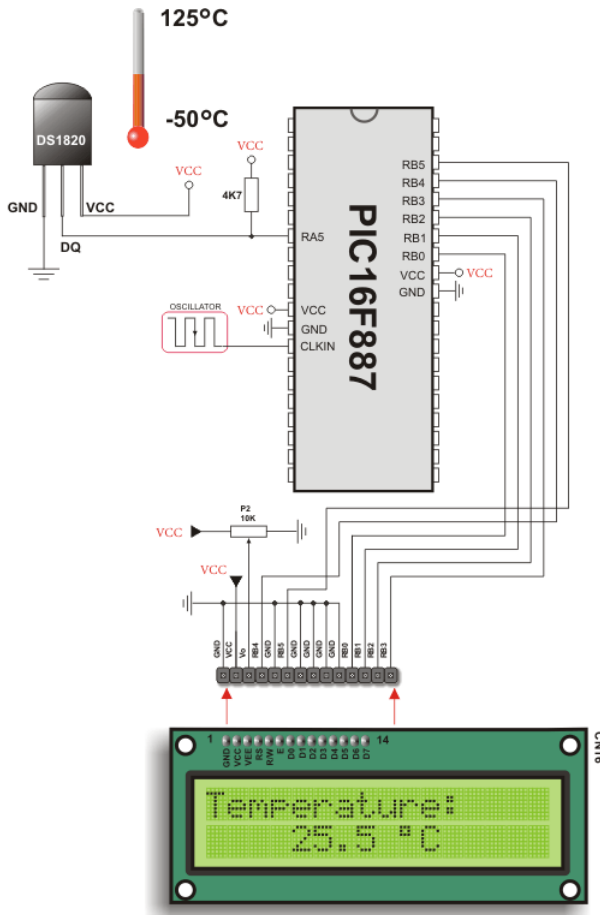 125°C
-50°C
DS1820
VCC
VCC
GND
VCC
DQ
4K7
PIC16F887
RB5
RB4
RB3
RB2
RB1
RB0
VCC
VCC
GND
RA5
VCC
VCC
GND
CLKIN
OSCILLATOR
P2
10K
VCC
VCC
GND
VCC
Vo
RB4
GND
RB5
GND
GND
GND
GND
RB0
RB1
RB2
RB3
1
14
GND
VCC
VEE
RS
R/W
E
D0
D1
D2
D3
D4
D5
D6
D7
CN16
Temperature:
25.5 °C